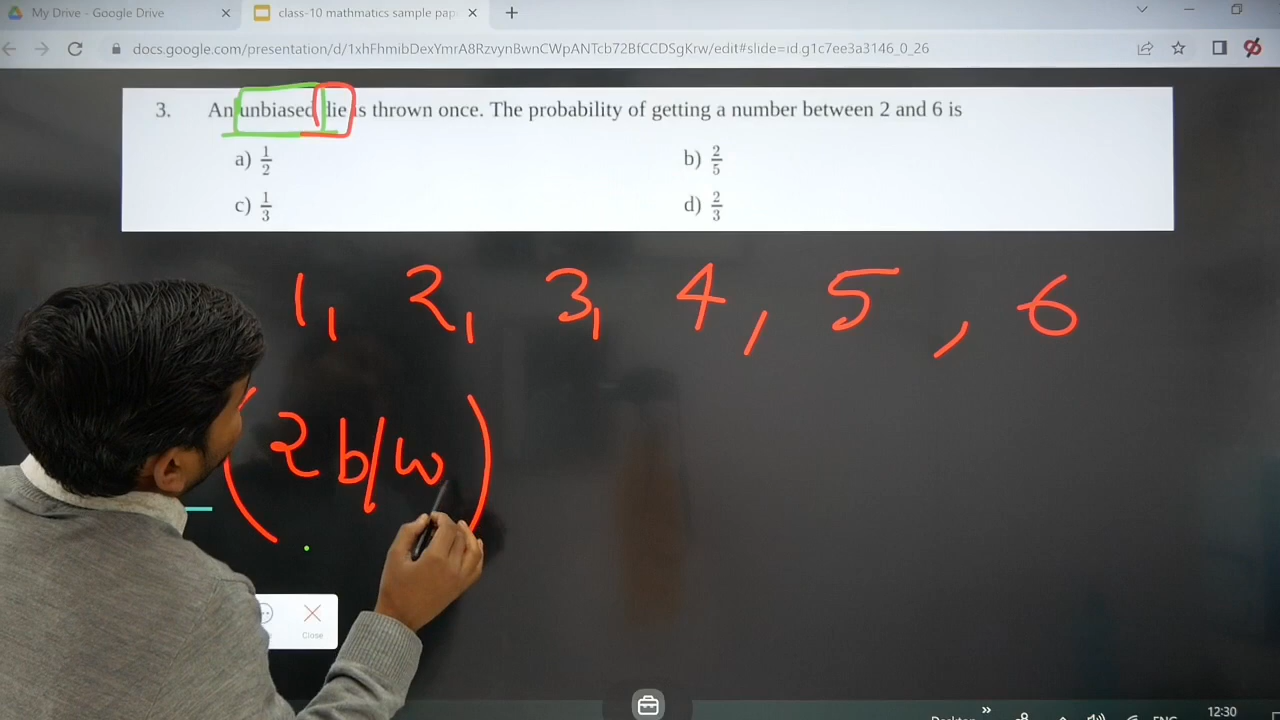 My Drive - Google Drive
class-10 mathmatics sample pap
docs.google.com/presentation/d/1xhFhmibDexYmrA8RzvynBwnCWpANTcb72BfCCDSgKrw/edit#slide=id.g1c7ee3a3146_0_26
3. An unbiased die is thrown once. The probability of getting a number between 2 and 6 is
a) 1/2 b) 2/5
c) 1/3 d) 2/3
1, 2, 3, 4, 5, 6
(2 b/w )
Close
12:30